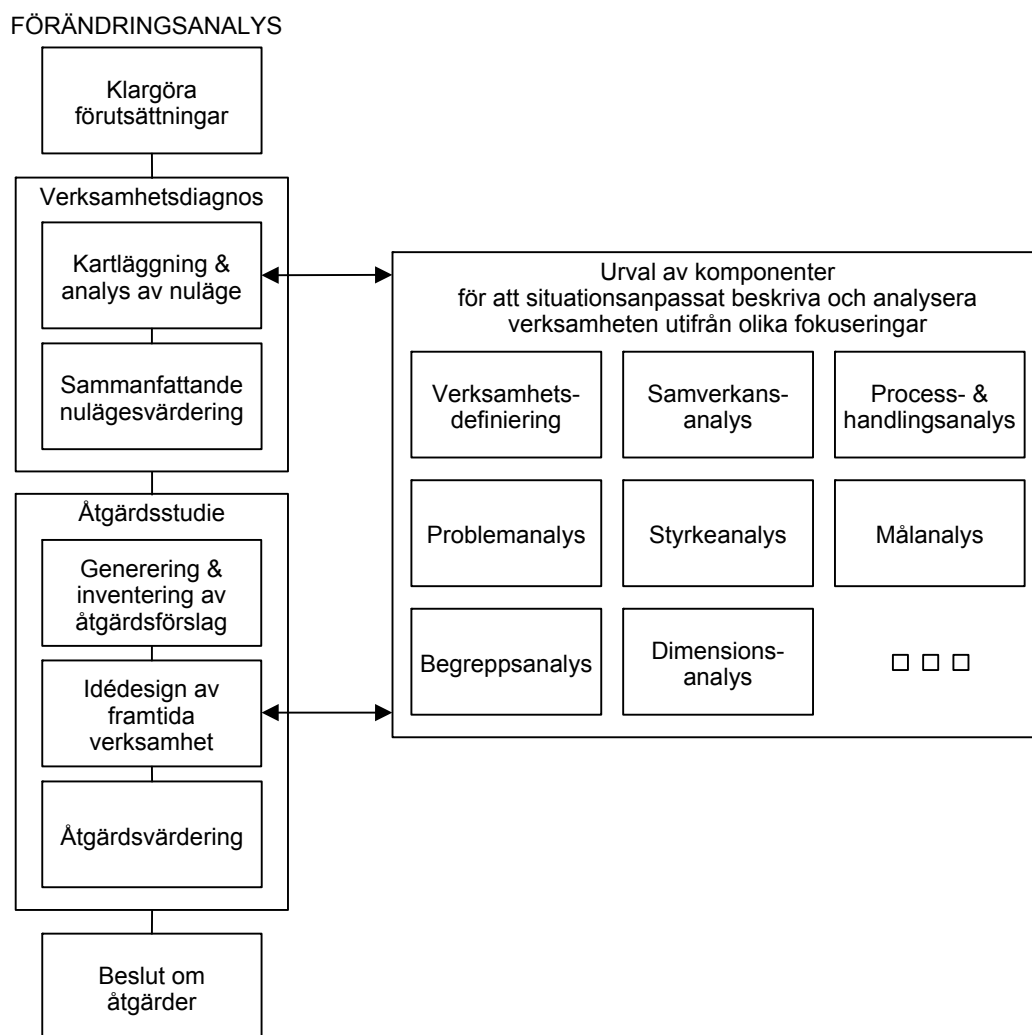 FÖRÄNDRINGSANALYS
Klargöra
förutsättningar
Verksamhetsdiagnos
Kartläggning &
analys av nuläge
Sammanfattande
nulägesvärdering
Åtgärdsstudie
Generering &
inventering av
åtgärdsförslag
Idédesign av
framtida
verksamhet
Åtgärdsvärdering
Beslut om
åtgärder
Urval av komponenter
för att situationsanpassat beskriva och analysera
verksamheten utifrån olika fokuseringar
Verksamhets-
definiering
Samverkans-
analys
Process- &
handlingsanalys
Problemanalys
Styrkeanalys
Målanalys
Begreppsanalys
Dimensions-
analys